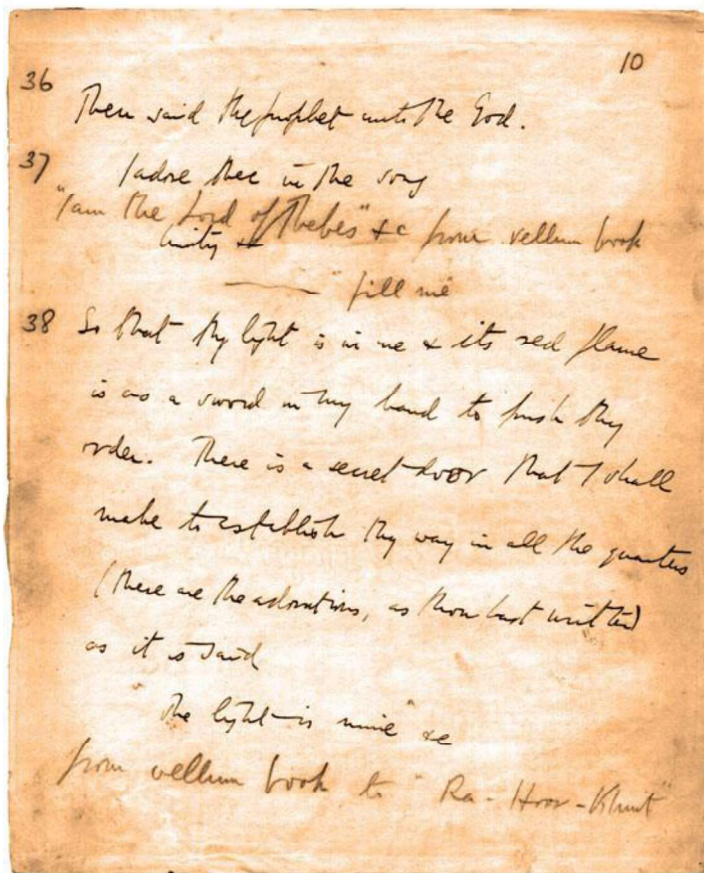 10
36
Then said the prophet unto the God.
37 I adore thee in the song
"I am the Lord of Thebes" &c from vellum book
Unity &c
——— "fill me"
38 So that thy light is in me & its red flame
is as a sword in my hand to push thy
order. There is a secret door that I shall
make to establish thy way in all the quarters
(these are the adorations, as thou hast written)
as it is said
The light is mine" &c
from vellum book to "Ra-Hoor-Khuit"